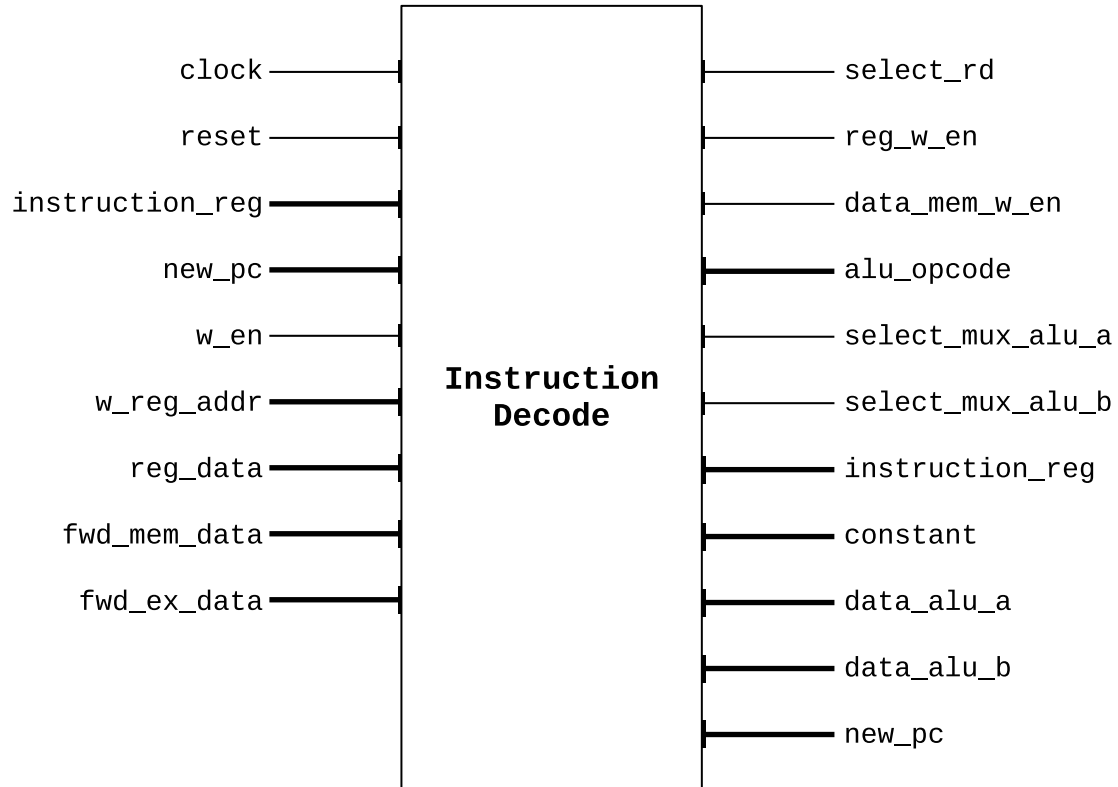 clock
reset
instruction_reg
new_pc
w_en
w_reg_addr
reg_data
fwd_mem_data
fwd_ex_data
Instruction
Decode
select_rd
reg_w_en
data_mem_w_en
alu_opcode
select_mux_alu_a
select_mux_alu_b
instruction_reg
constant
data_alu_a
data_alu_b
new_pc